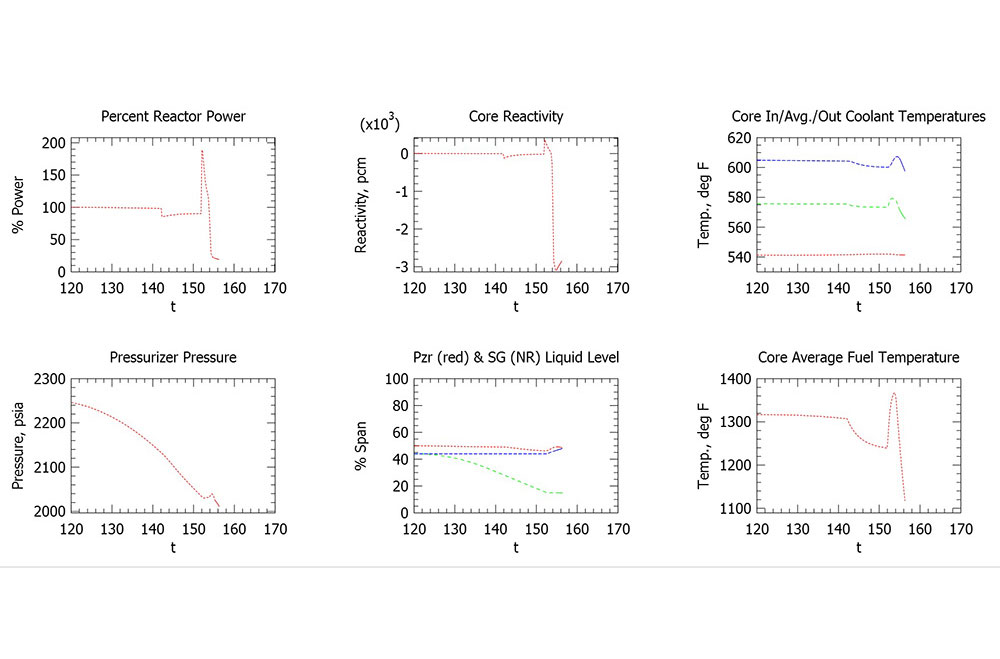 Percent Reactor Power
% Power
200
150
100
50
0
120 130 140 150 160 170
t
Core Reactivity
(x10³)
Reactivity, pcm
0
-1
-2
-3
120 130 140 150 160 170
t
Core In/Avg./Out Coolant Temperatures
Temp., deg F
620
600
580
560
540
120 130 140 150 160 170
t
Pressurizer Pressure
Pressure, psia
2300
2200
2100
2000
120 130 140 150 160 170
t
Pzr (red) & SG (NR) Liquid Level
% Span
100
80
60
40
20
0
120 130 140 150 160 170
t
Core Average Fuel Temperature
Temp., deg F
1400
1300
1200
1100
120 130 140 150 160 170
t